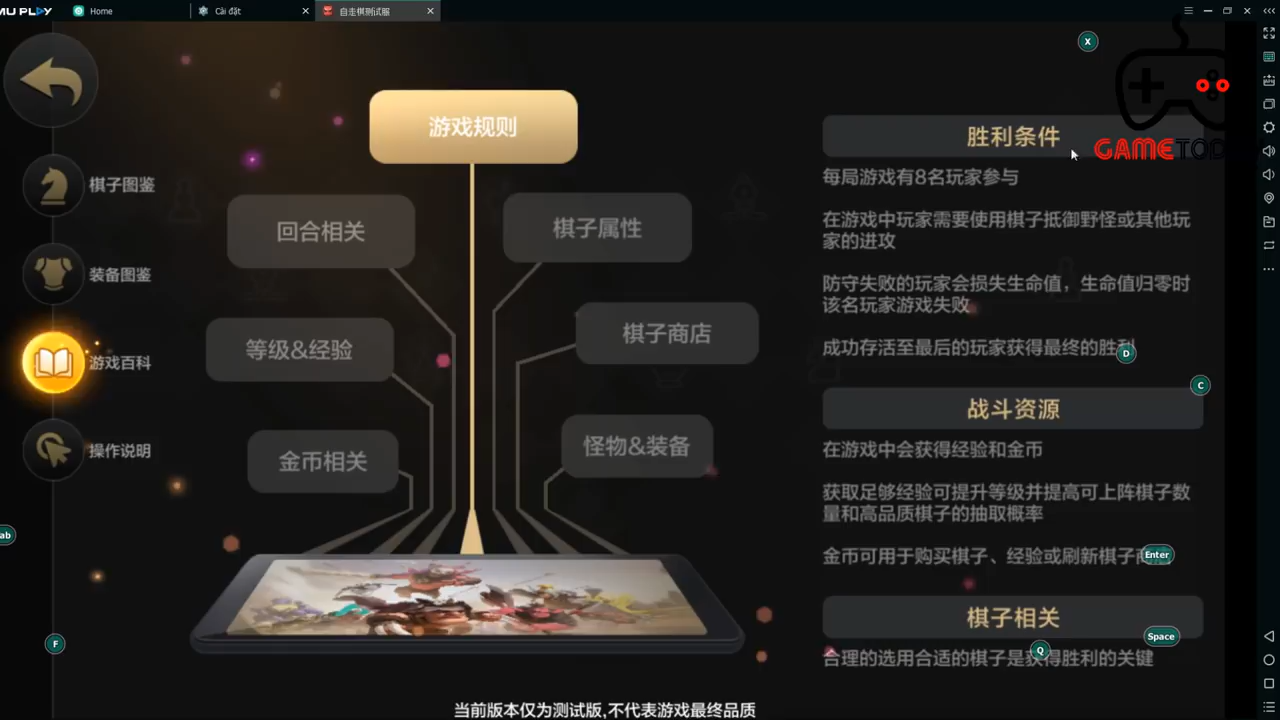 MU PLAY
Home
Cài đặt
自走棋测试服
X
GAMETOD
游戏规则
回合相关
棋子属性
等级&经验
棋子商店
金币相关
怪物&装备
棋子图鉴
装备图鉴
游戏百科
操作说明
胜利条件
每局游戏有8名玩家参与
在游戏中玩家需要使用棋子抵御野怪或其他玩
家的进攻
防守失败的玩家会损失生命值，生命值归零时
该名玩家游戏失败
成功存活至最后的玩家获得最终的胜利
D
C
战斗资源
在游戏中会获得经验和金币
获取足够经验可提升等级并提高可上阵棋子数
量和高品质棋子的抽取概率
金币可用于购买棋子、经验或刷新棋子商
Enter
棋子相关
Space
Q
合理的选用合适的棋子是获得胜利的关键
ab
F
当前版本仅为测试版,不代表游戏最终品质